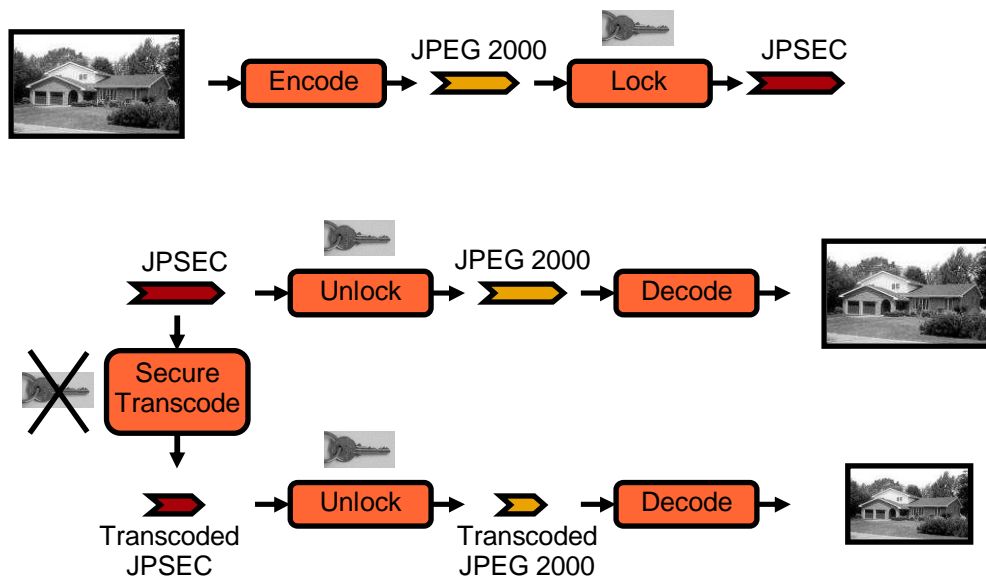 JPEG 2000
JPSEC
Encode
Lock
JPSEC
JPEG 2000
Unlock
Decode
Secure
Transcode
Unlock
Decode
Transcoded
JPSEC
Transcoded
JPEG 2000